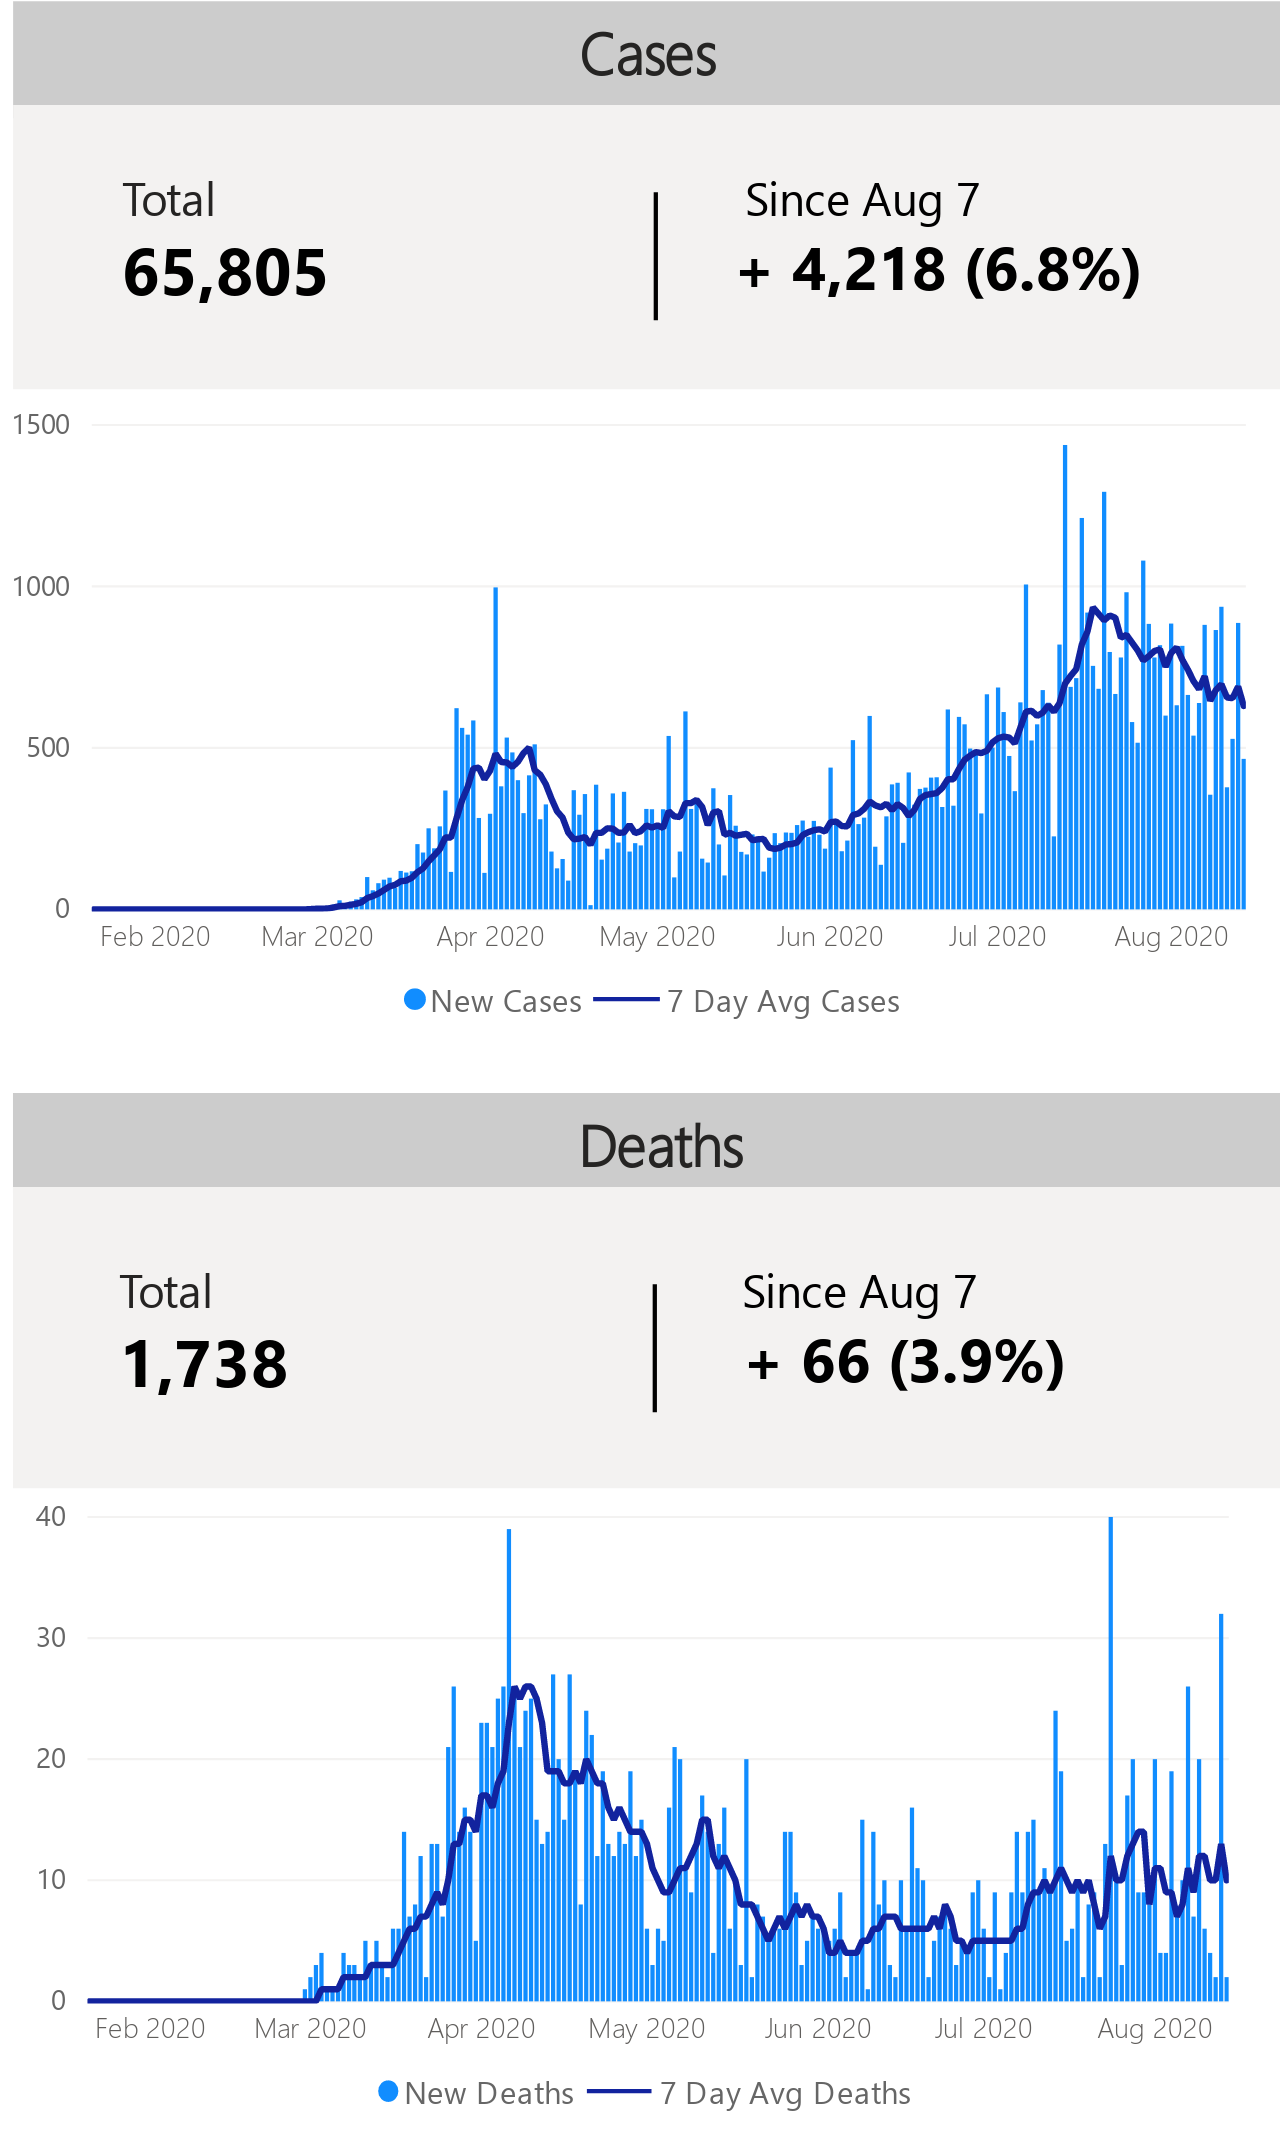 Cases
Total
Since Aug 7
65,805
+ 4,218 (6.8%)
1500
1000
500
0
Feb 2020 Mar 2020 Apr 2020 May 2020 Jun 2020 Jul 2020 Aug 2020
New Cases 7 Day Avg Cases
Deaths
Total
Since Aug 7
1,738
+ 66 (3.9%)
40
30
20
10
0
Feb 2020 Mar 2020 Apr 2020 May 2020 Jun 2020 Jul 2020 Aug 2020
New Deaths 7 Day Avg Deaths